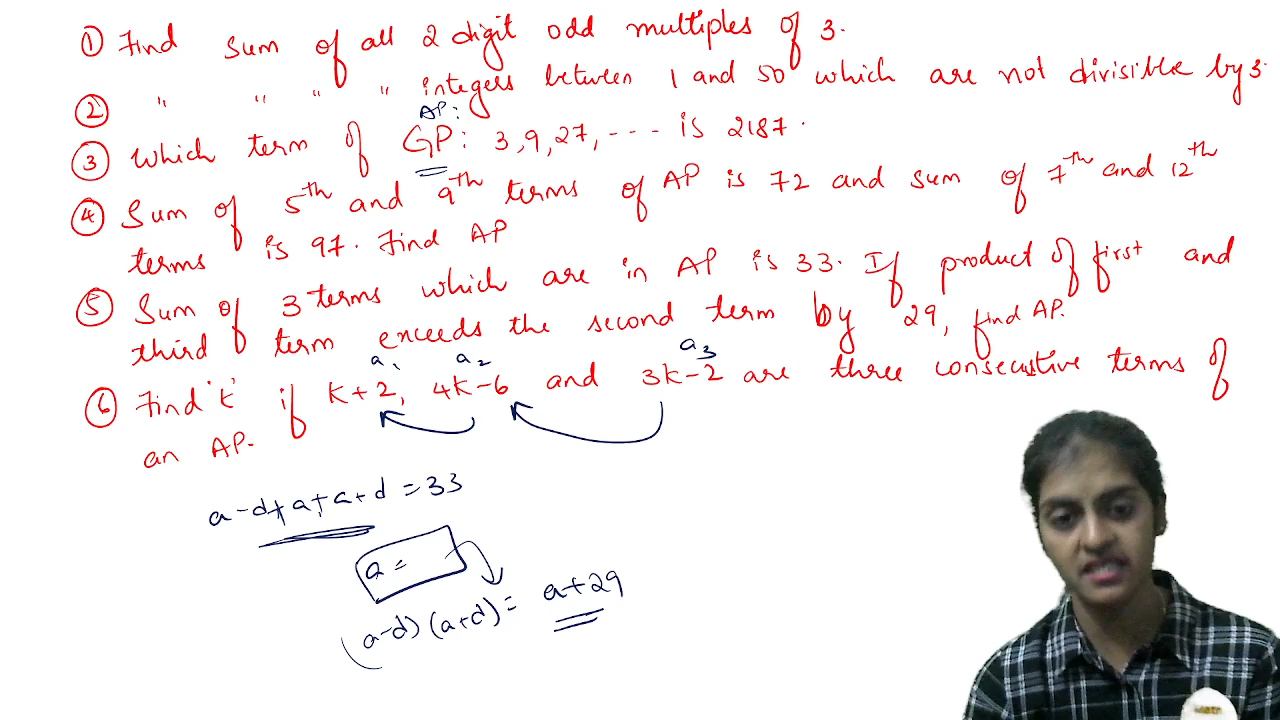 ① Find sum of all 2 digit odd multiples of 3.
② " " " " integers between 1 and 50 which are not divisible by 3.
AP:
③ Which term of GP: 3, 9, 27, ---- is 2187.
④ Sum of 5th and 9th terms of AP is 72 and sum of 7th and 12th
terms is 97. Find AP
⑤ Sum of 3 terms which are in AP is 33. If product of first and
third term exceeds the second term by 29, find AP.
a1 a2 a3
⑥ Find 'k' if k+2, 4k-6 and 3k-2 are three consecutive terms of
an AP.
a-d+a+a+d = 33
a =
(a-d) (a+d) = a+29